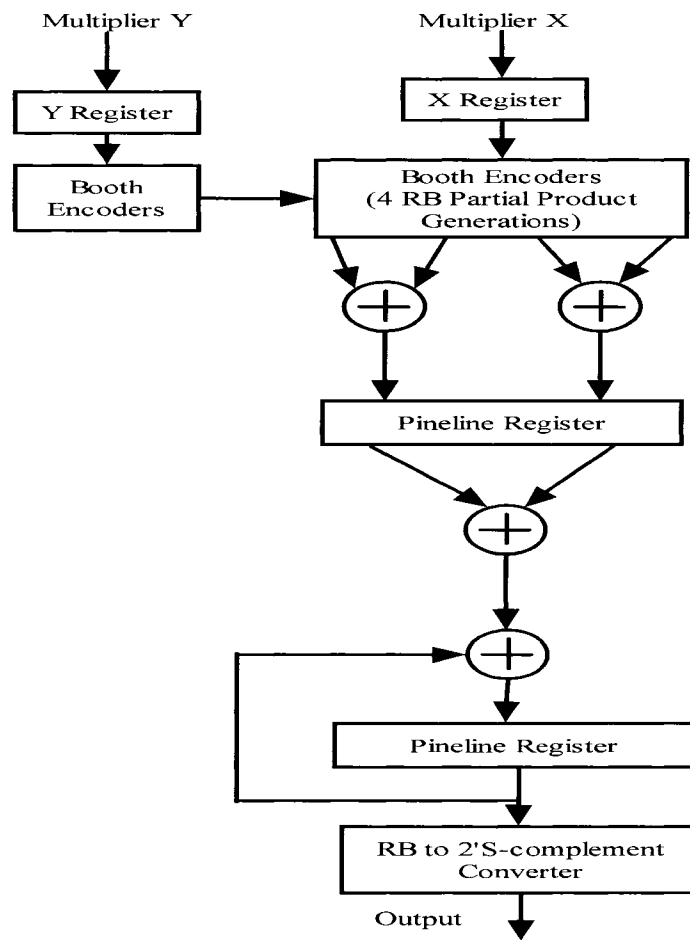 Multiplier Y
Multiplier X
Y Register
X Register
Booth
Encoders
Booth Encoders
(4 RB Partial Product
Generations)
Pineline Register
Pineline Register
RB to 2'S-complement
Converter
Output